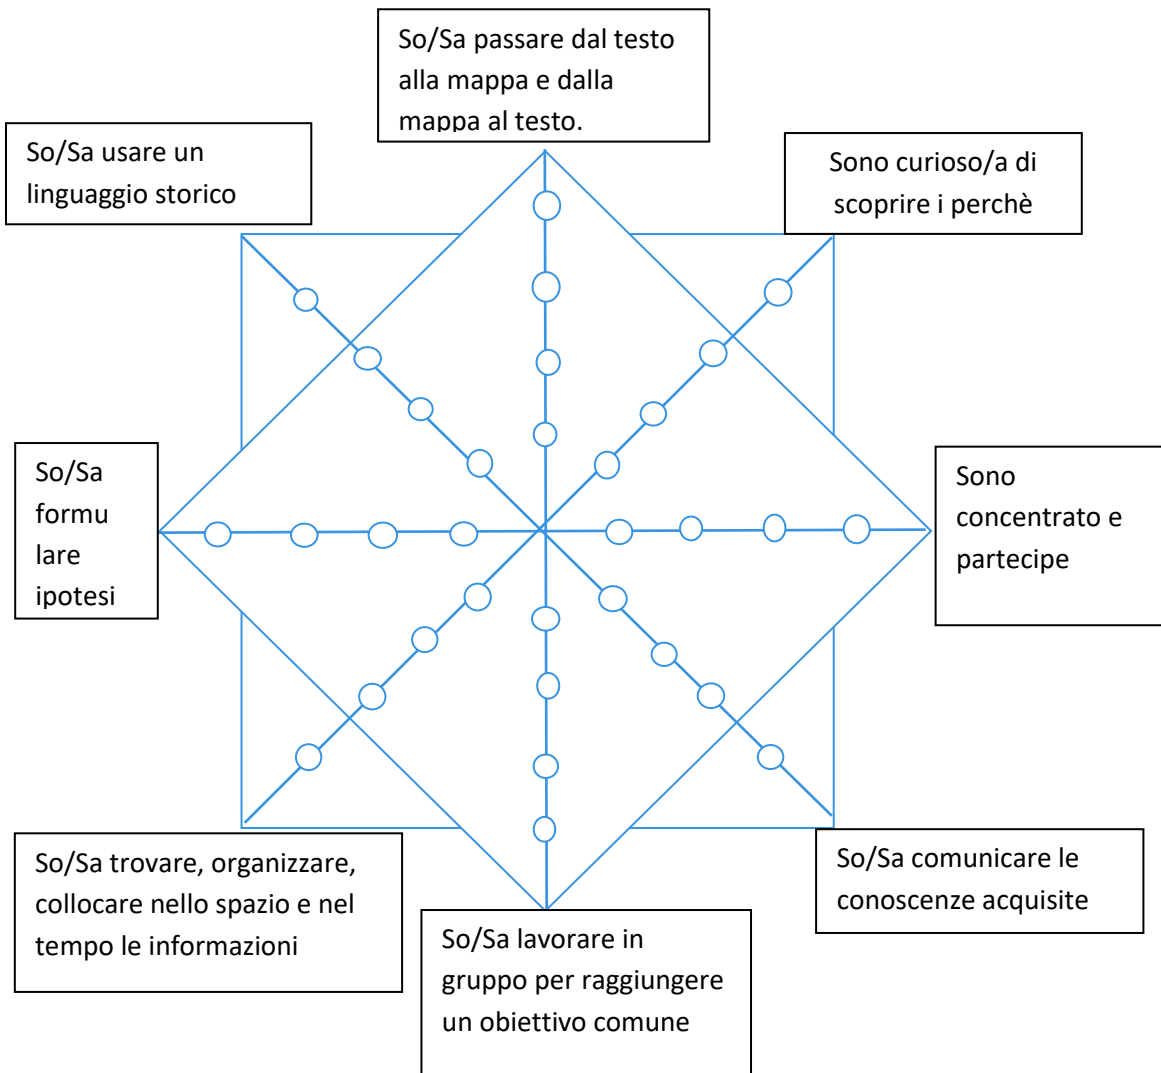 So/Sa passare dal testo
alla mappa e dalla
mappa al testo.
So/Sa usare un
linguaggio storico
Sono curioso/a di
scoprire i perchè
So/Sa
formu
lare
ipotesi
Sono
concentrato e
partecipe
So/Sa trovare, organizzare,
collocare nello spazio e nel
tempo le informazioni
So/Sa comunicare le
conoscenze acquisite
So/Sa lavorare in
gruppo per raggiungere
un obiettivo comune